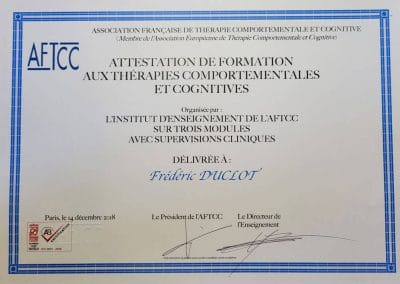 ASSOCIATION FRANÇAISE DE THERAPIE COMPORTEMENTALE ET COGNITIVE
(Membre de l'Association Européenne de Thérapie Comportementale et Cognitive)
AFTCC
ATTESTATION DE FORMATION
AUX THÉRAPIES COMPORTEMENTALES
ET COGNITIVES
Organisée par :
L'INSTITUT D'ENSEIGNEMENT DE L'AFTCC
SUR TROIS MODULES
AVEC SUPERVISIONS CLINIQUES
DÉLIVRÉE À :
Frédéric DUCLOT
Paris, le 14 décembre 2018
Le Président de l'AFTCC
Le Directeur de
l'Enseignement